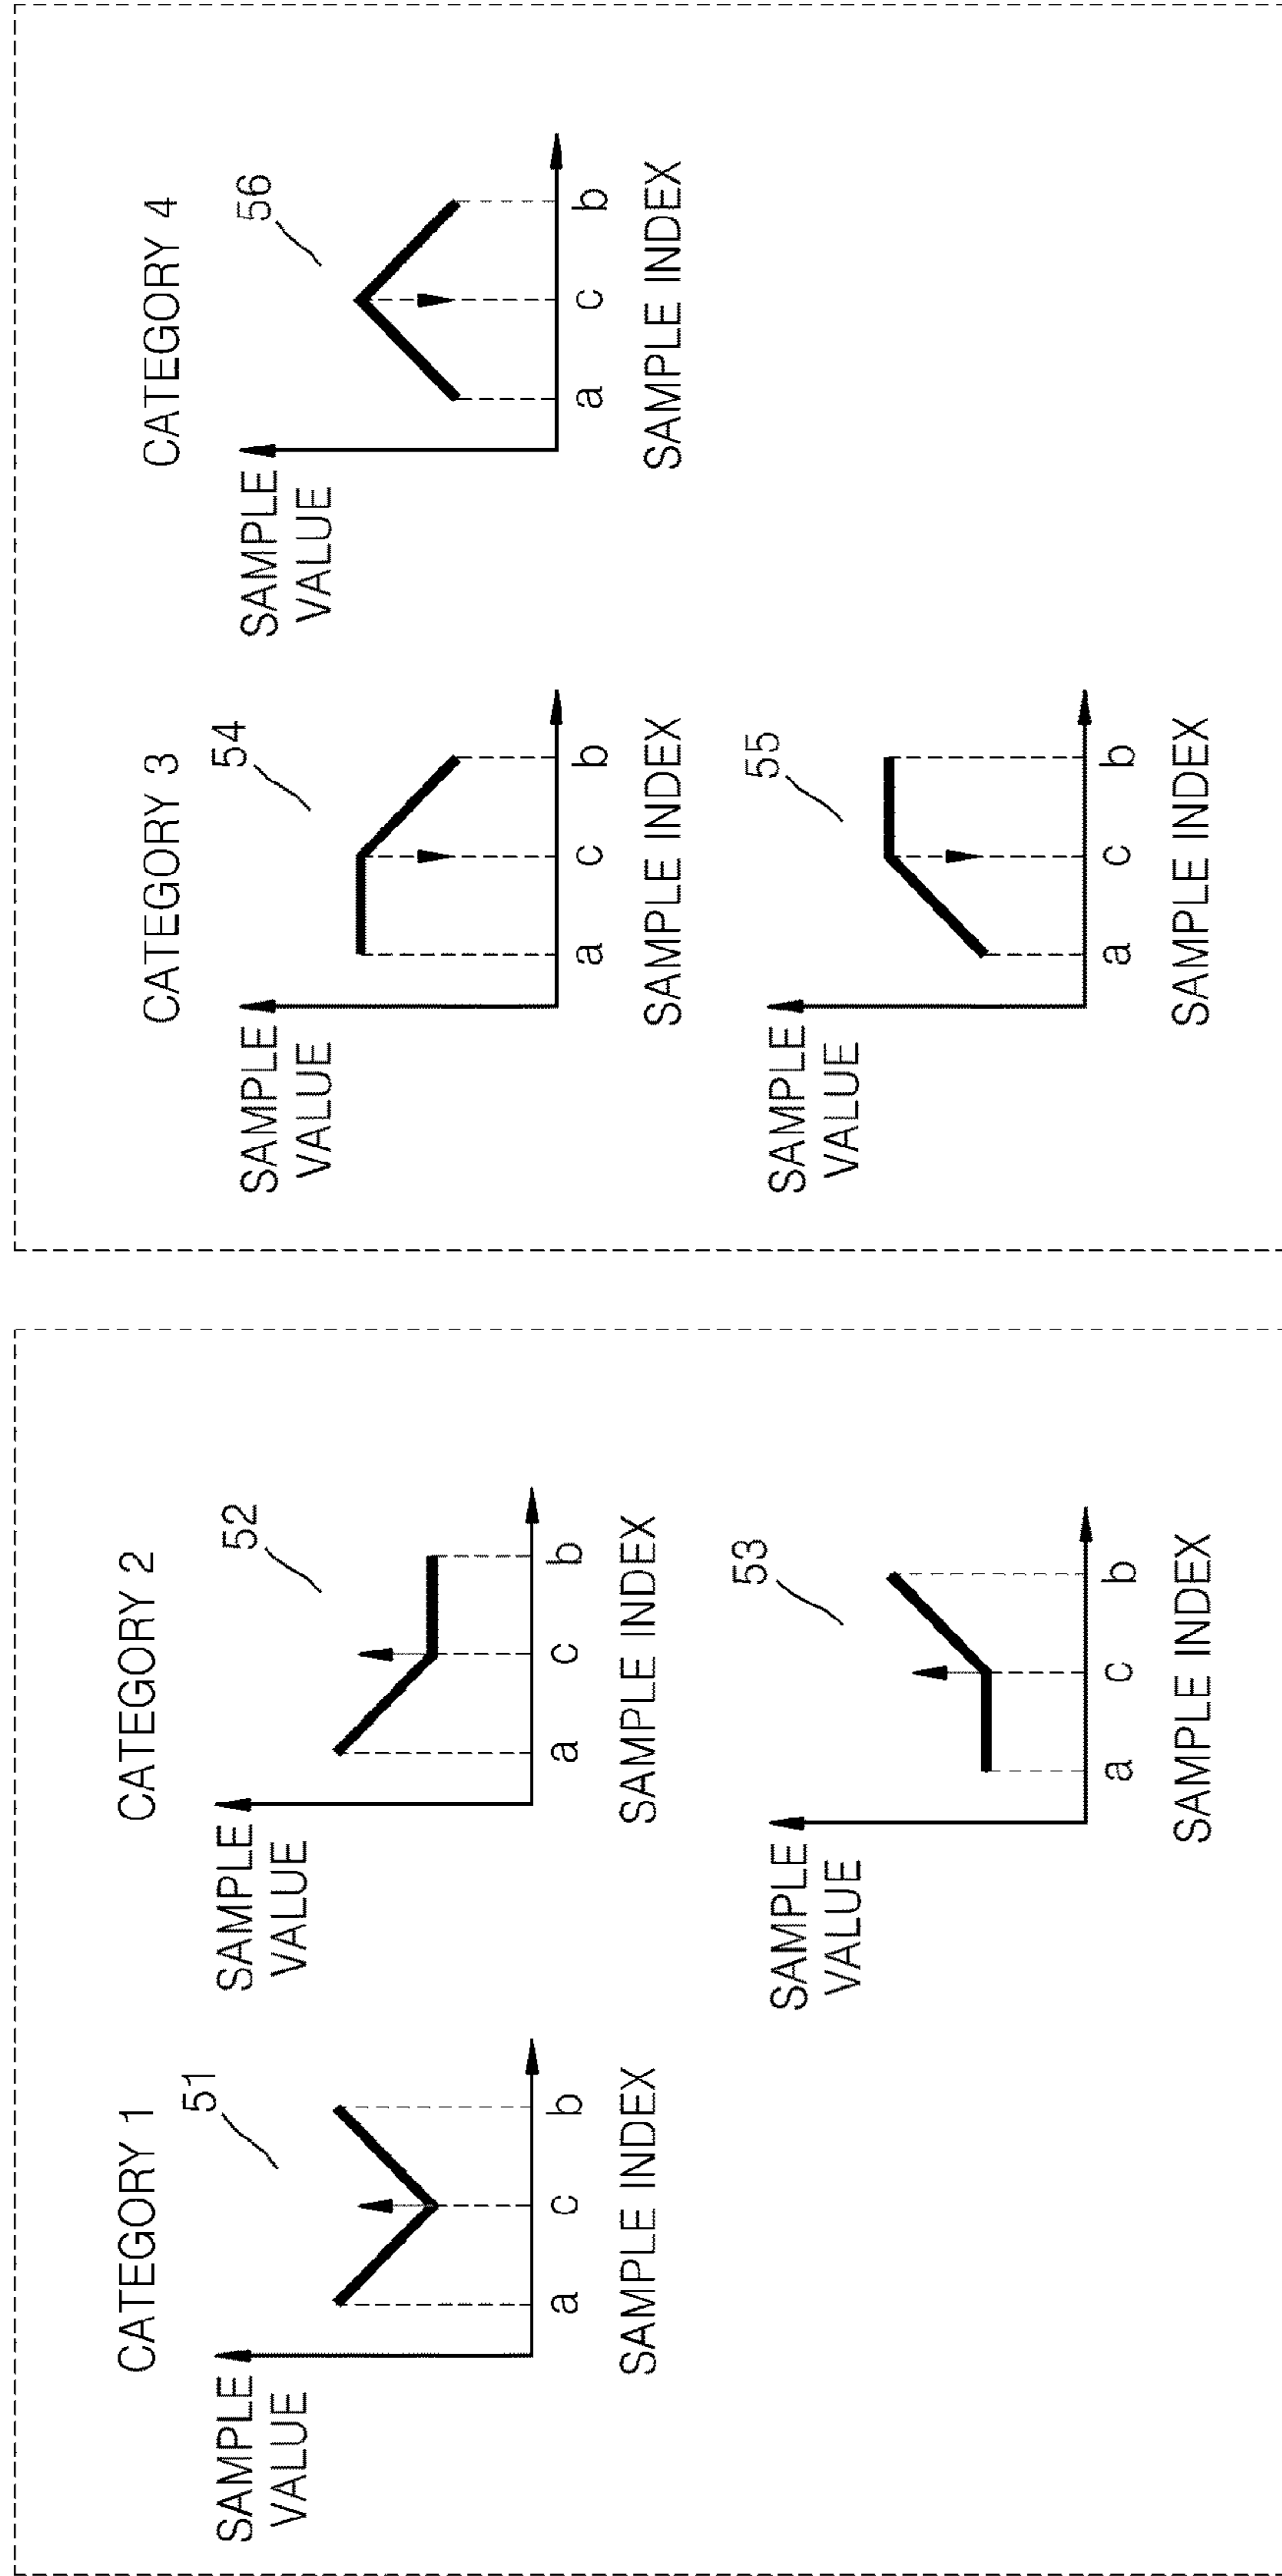 CATEGORY 1
51
SAMPLE
VALUE
a c b
SAMPLE INDEX
CATEGORY 2
52
SAMPLE
VALUE
a c b
SAMPLE INDEX
53
SAMPLE
VALUE
a c b
SAMPLE INDEX
CATEGORY 3
54
SAMPLE
VALUE
a c b
SAMPLE INDEX
55
SAMPLE
VALUE
a c b
SAMPLE INDEX
CATEGORY 4
56
SAMPLE
VALUE
a c b
SAMPLE INDEX